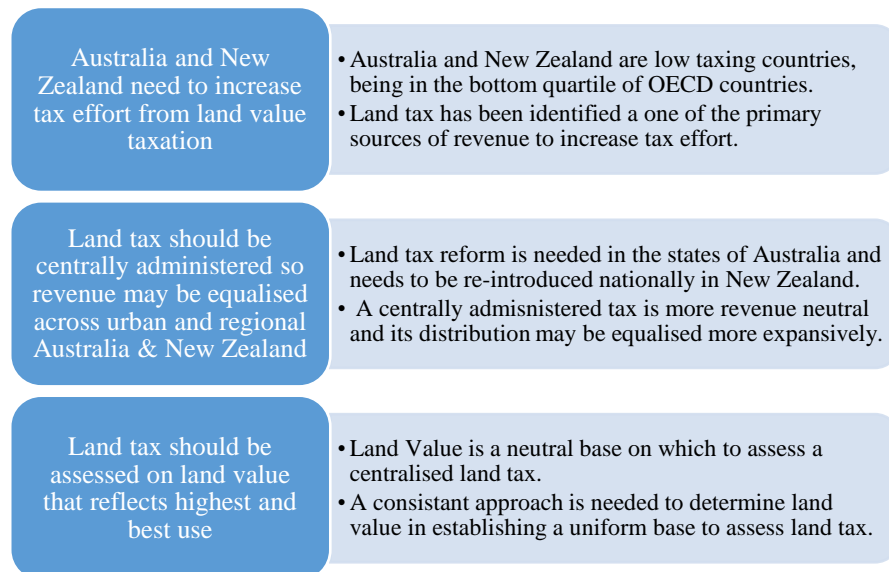 Australia and New
Zealand need to increase
tax effort from land value
taxation
• Australia and New Zealand are low taxing countries,
being in the bottom quartile of OECD countries.
• Land tax has been identified a one of the primary
sources of revenue to increase tax effort.
Land tax should be
centrally administered so
revenue may be equalised
across urban and regional
Australia & New Zealand
• Land tax reform is needed in the states of Australia and
needs to be re-introduced nationally in New Zealand.
• A centrally admisnistered tax is more revenue neutral
and its distribution may be equalised more expansively.
Land tax should be
assessed on land value
that reflects highest and
best use
• Land Value is a neutral base on which to assess a
centralised land tax.
• A consistant approach is needed to determine land
value in establishing a uniform base to assess land tax.